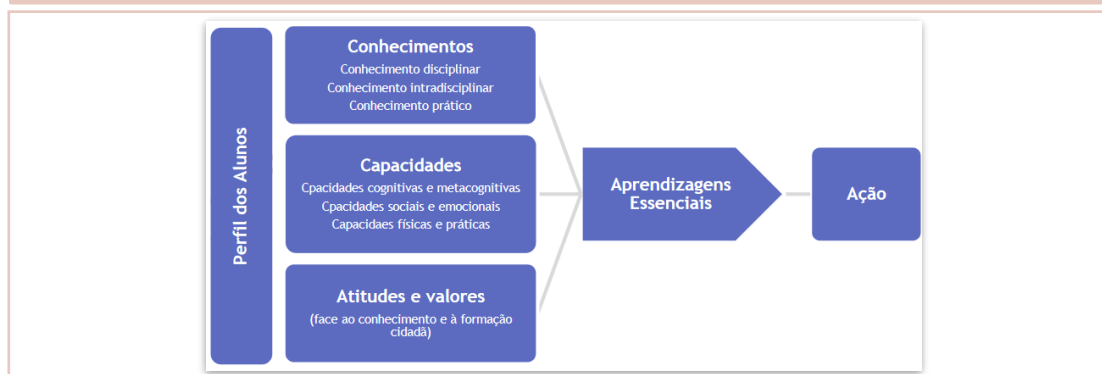 Perfil dos Alunos
Conhecimentos
Conhecimento disciplinar
Conhecimento intradisciplinar
Conhecimento prático
Capacidades
Cpacidades cognitivas e metacognitivas
Cpacidades sociais e emocionais
Capacidaes físicas e práticas
Atitudes e valores
(face ao conhecimento e à formação
cidadã)
Aprendizagens
Essenciais
Ação